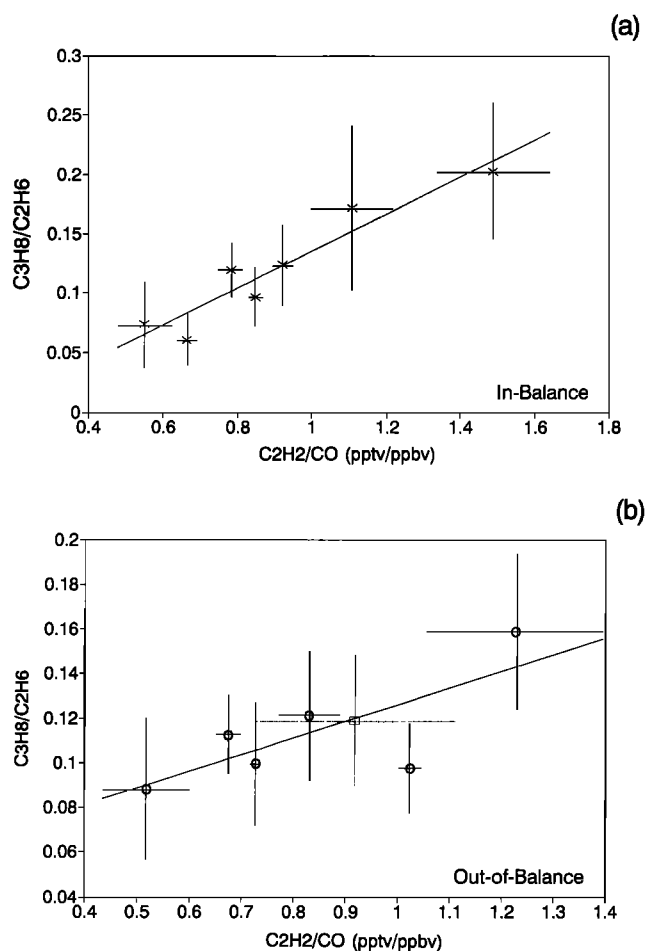 (a)
0.3
0.25
0.2
0.15
0.1
0.05
0
C3H8/C2H6
In-Balance
0.4 0.6 0.8 1 1.2 1.4 1.6 1.8
C2H2/CO (pptv/ppbv)
(b)
0.2
0.18
0.16
0.14
0.12
0.1
0.08
0.06
0.04
C3H8/C2H6
Out-of-Balance
0.4 0.5 0.6 0.7 0.8 0.9 1 1.1 1.2 1.3 1.4
C2H2/CO (pptv/ppbv)